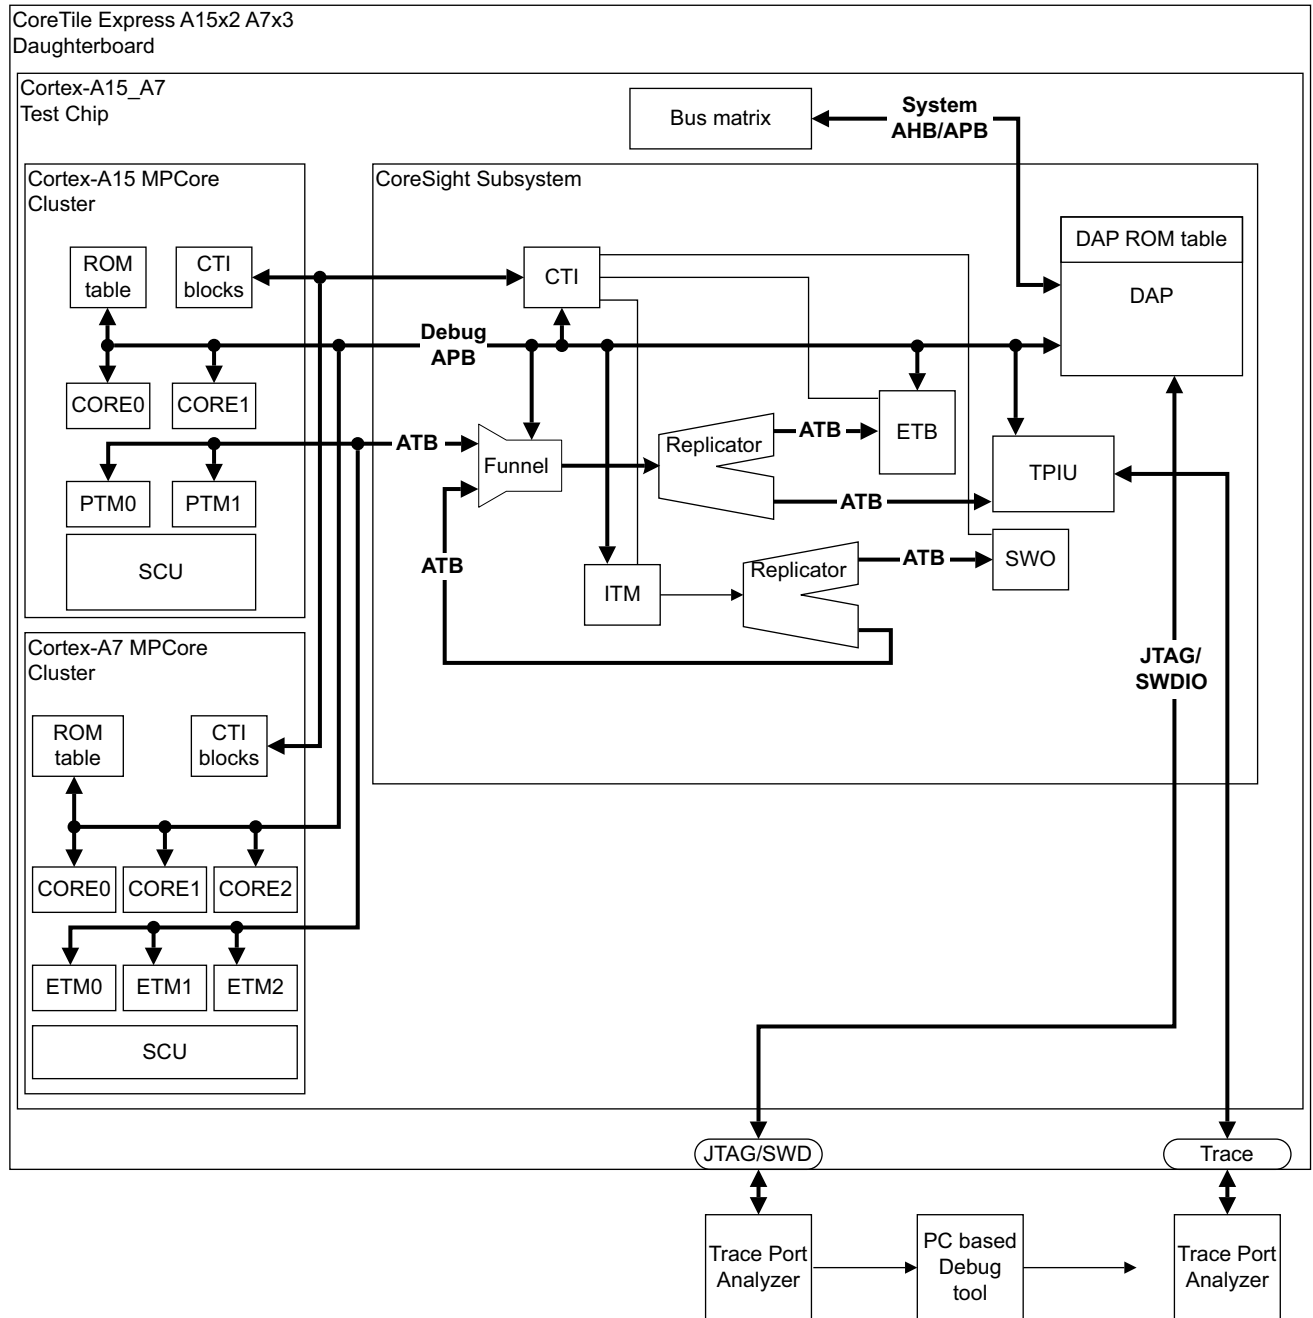 CoreTile Express A15x2 A7x3
Daughterboard
Cortex-A15_A7
Test Chip
Bus matrix
System
AHB/APB
Cortex-A15 MPCore
Cluster
CoreSight Subsystem
ROM
table
CTI
blocks
CTI
DAP ROM table
DAP
Debug
APB
CORE0
CORE1
ATB
Funnel
Replicator
ATB
ETB
ATB
TPIU
PTM0
PTM1
SCU
ATB
ITM
Replicator
ATB
SWO
Cortex-A7 MPCore
Cluster
JTAG/
SWDIO
ROM
table
CTI
blocks
CORE0
CORE1
CORE2
ETM0
ETM1
ETM2
SCU
JTAG/SWD
Trace
Trace Port
Analyzer
PC based
Debug
tool
Trace Port
Analyzer